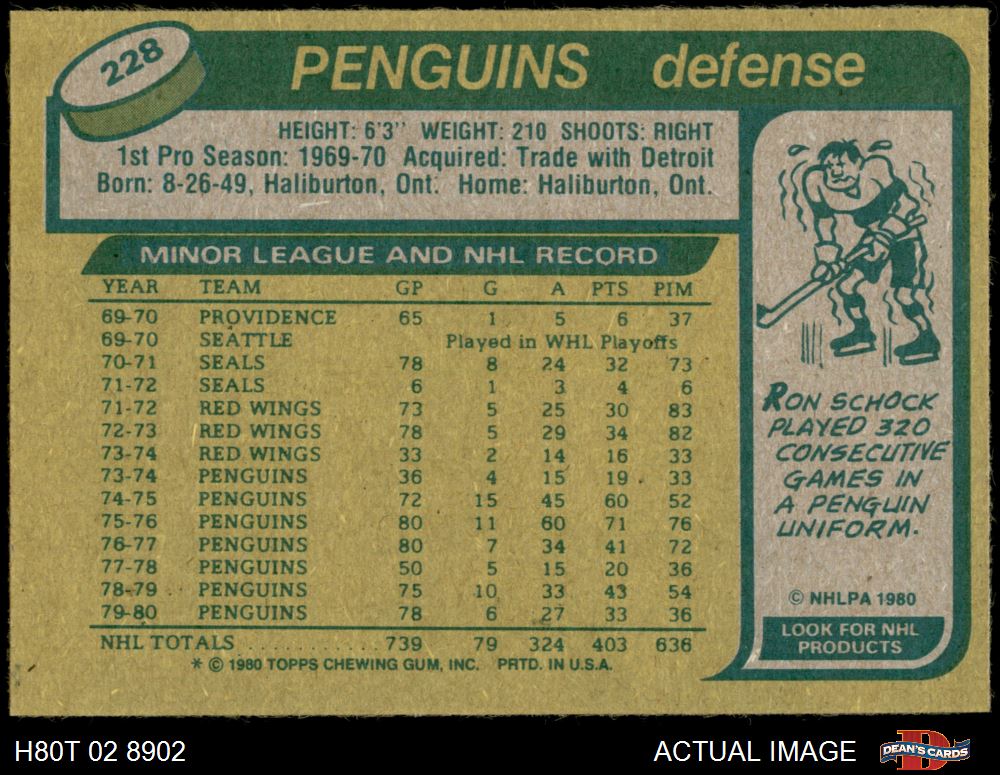 228
PENGUINS defense
HEIGHT: 6'3" WEIGHT: 210 SHOOTS: RIGHT
1st Pro Season: 1969-70 Acquired: Trade with Detroit
Born: 8-26-49, Haliburton, Ont. Home: Haliburton, Ont.
MINOR LEAGUE AND NHL RECORD
YEAR TEAM GP G A PTS PIM
69-70 PROVIDENCE 65 1 5 6 37
69-70 SEATTLE Played in WHL Playoffs
70-71 SEALS 78 8 24 32 73
71-72 SEALS 6 1 3 4 6
71-72 RED WINGS 73 5 25 30 83
72-73 RED WINGS 78 5 29 34 82
73-74 RED WINGS 33 2 14 16 33
73-74 PENGUINS 36 4 15 19 33
74-75 PENGUINS 72 15 45 60 52
75-76 PENGUINS 80 11 60 71 76
76-77 PENGUINS 80 7 34 41 72
77-78 PENGUINS 50 5 15 20 36
78-79 PENGUINS 75 10 33 43 54
79-80 PENGUINS 78 6 27 33 36
NHL TOTALS ............ 739 79 324 403 636
* © 1980 TOPPS CHEWING GUM, INC. PRTD. IN U.S.A.
RON SCHOCK
PLAYED 320
CONSECUTIVE
GAMES IN
A PENGUIN
UNIFORM.
© NHLPA 1980
LOOK FOR NHL
PRODUCTS
H80T 02 8902
ACTUAL IMAGE
D
DEAN'S CARDS